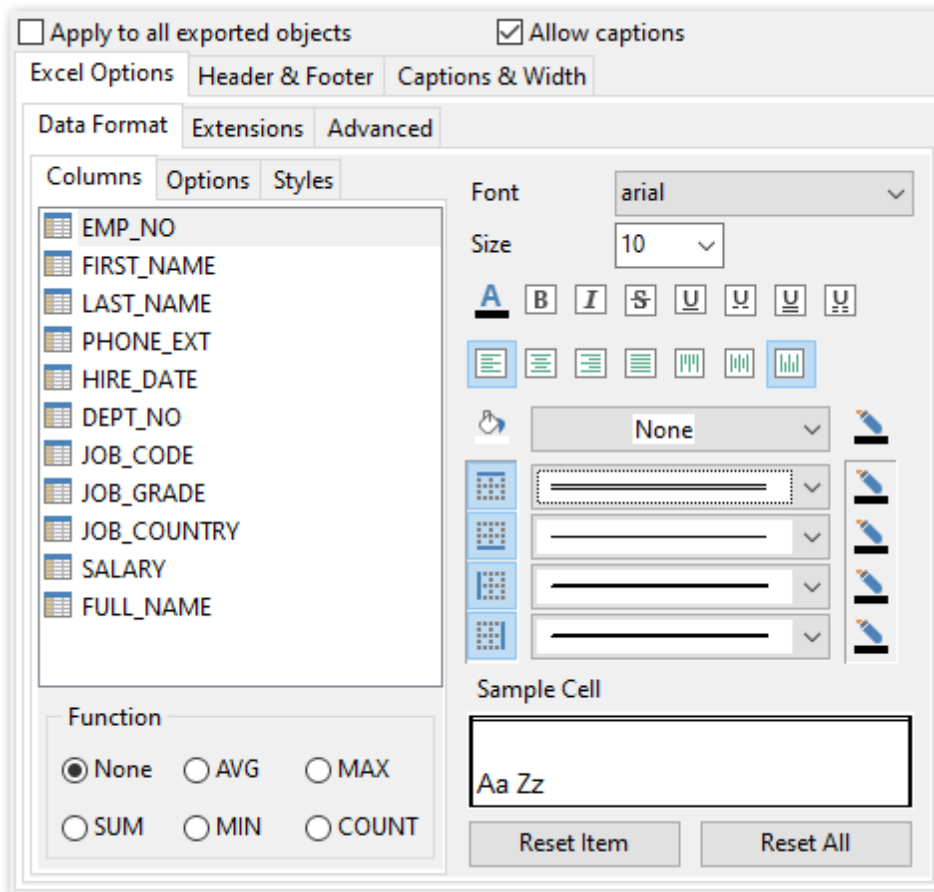 Apply to all exported objects Allow captions
Excel Options Header & Footer Captions & Width
Data Format Extensions Advanced
Columns Options Styles
EMP_NO
FIRST_NAME
LAST_NAME
PHONE_EXT
HIRE_DATE
DEPT_NO
JOB_CODE
JOB_GRADE
JOB_COUNTRY
SALARY
FULL_NAME
Function
None AVG MAX
SUM MIN COUNT
Font arial
Size 10
A B I S U U U U
None
Sample Cell
Aa Zz
Reset Item Reset All